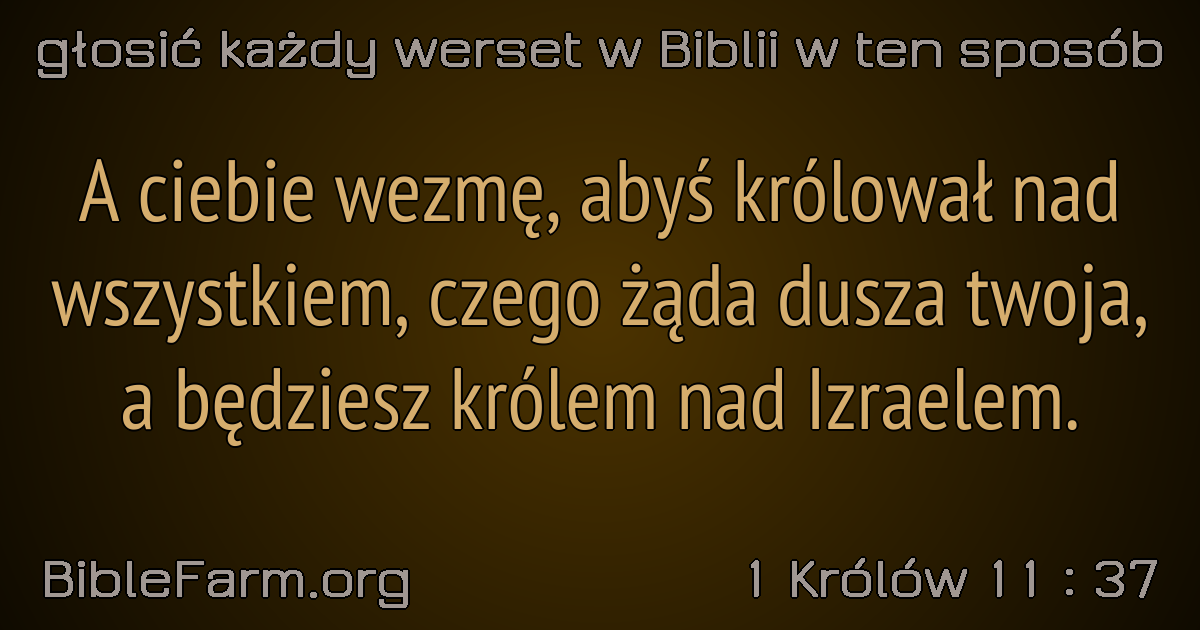 głosić każdy werset w Biblii w ten sposób
A ciebie wezmę, abyś królował nad
wszystkiem, czego żąda dusza twoja,
a będziesz królem nad Izraelem.
BibleFarm.org
1 Królów 11 : 37